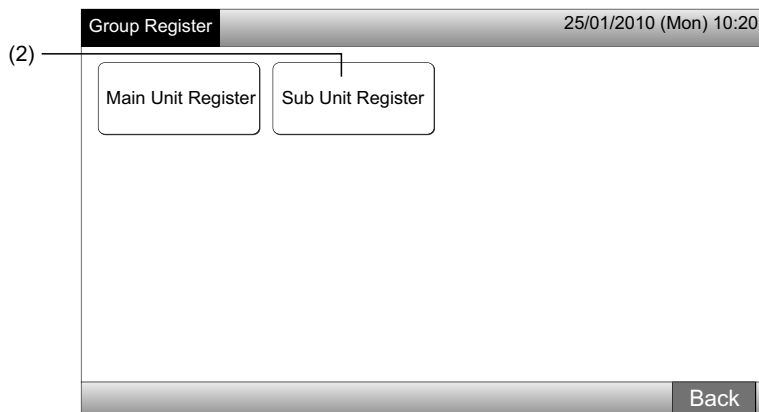 Group Register 25/01/2010 (Mon) 10:20
(2)
Main Unit Register Sub Unit Register
Back